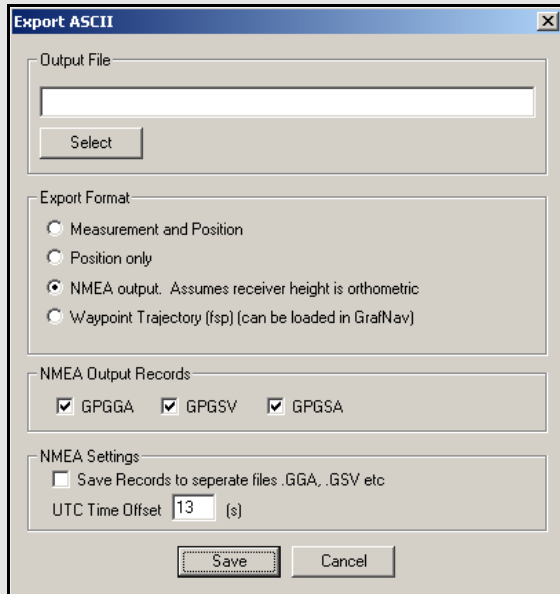 Export ASCII
Output File
Select
Export Format
Measurement and Position
Position only
NMEA output. Assumes receiver height is orthometric
Waypoint Trajectory (fsp) (can be loaded in GrafNav)
NMEA Output Records
GPGGA GPGSV GPGSA
NMEA Settings
Save Records to seperate files .GGA, .GSV etc
UTC Time Offset 13 (s)
Save Cancel